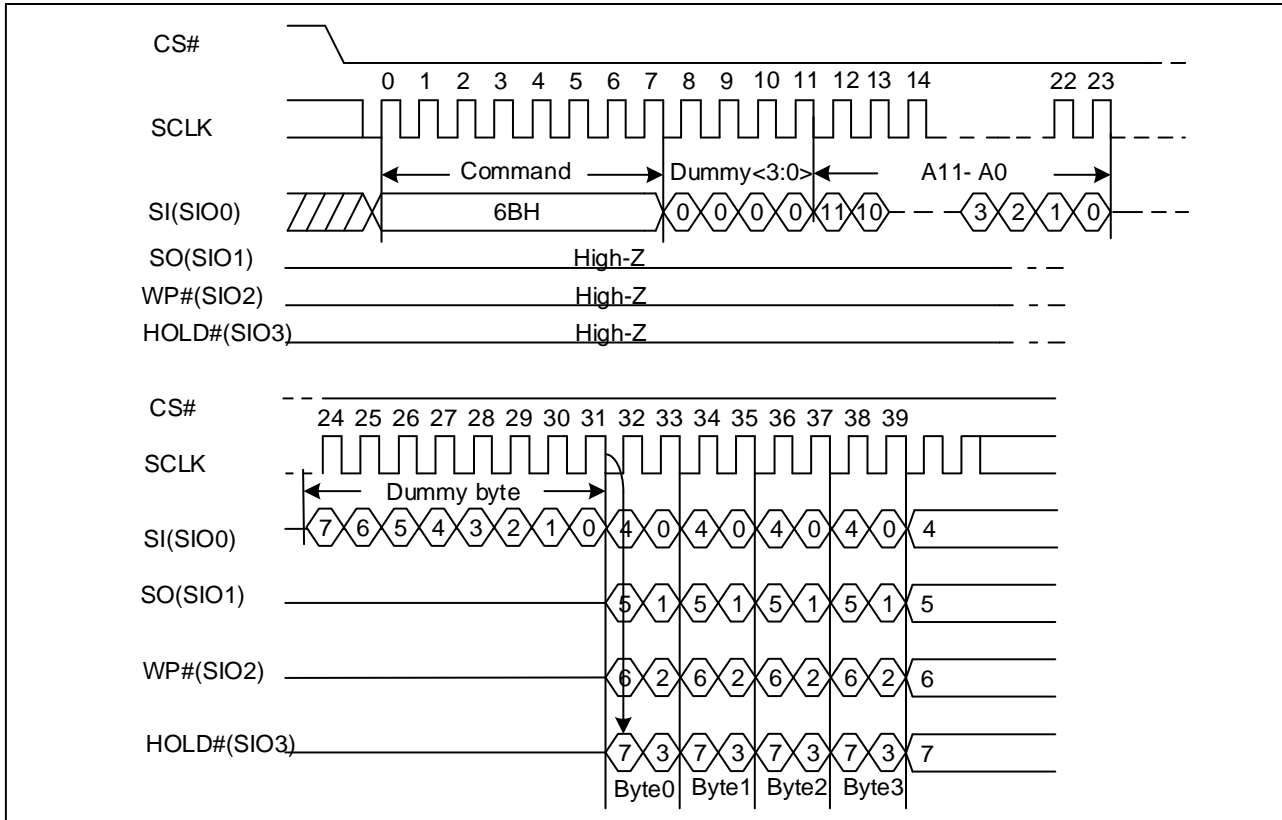 CS#
0 1 2 3 4 5 6 7 8 9 10 11 12 13 14 22 23
SCLK
Command Dummy<3:0> A11- A0
SI(SIO0) 6BH 0 0 0 0 11 10 3 2 1 0
SO(SIO1) High-Z
WP#(SIO2) High-Z
HOLD#(SIO3) High-Z
CS#
24 25 26 27 28 29 30 31 32 33 34 35 36 37 38 39
SCLK
Dummy byte
SI(SIO0) 7 6 5 4 3 2 1 0 4 0 4 0 4 0 4 0 4
SO(SIO1) 5 1 5 1 5 1 5 1 5
WP#(SIO2) 6 2 6 2 6 2 6 2 6
HOLD#(SIO3) 7 3 7 3 7 3 7 3 7
Byte0 Byte1 Byte2 Byte3